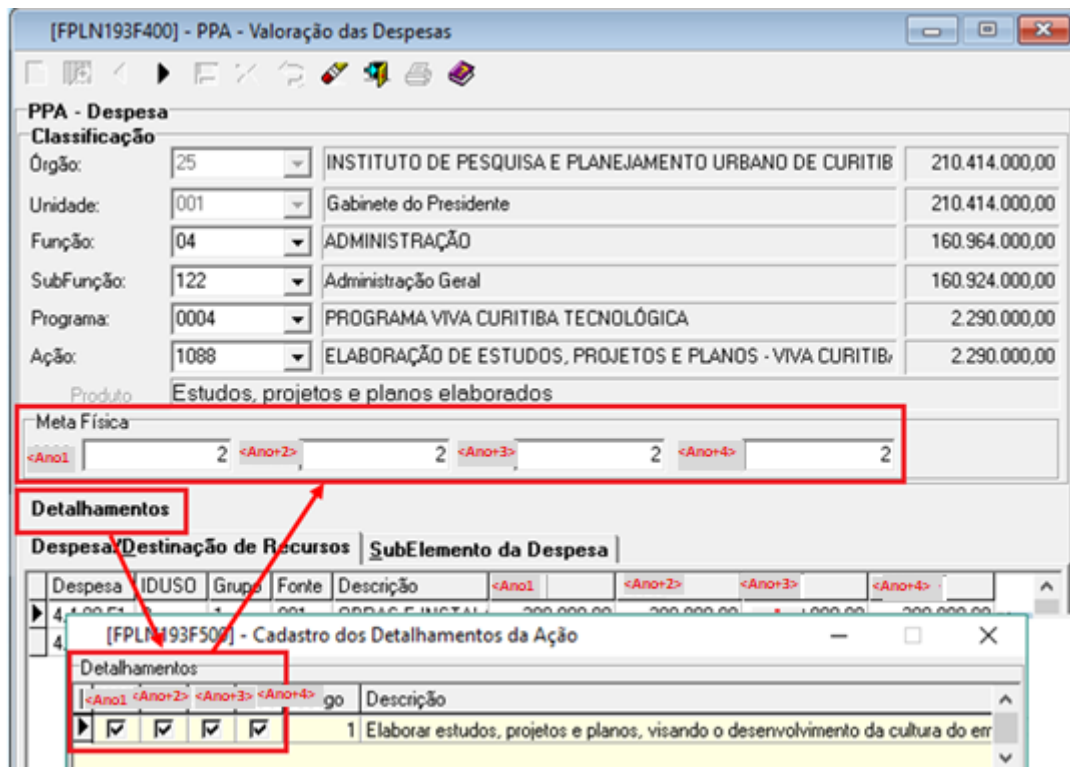 [FPLN193F400] - PPA - Valoração das Despesas
PPA - Despesa
Classificação
Órgão: 25 INSTITUTO DE PESQUISA E PLANEJAMENTO URBANO DE CURITIB 210.414.000,00
Unidade: 001 Gabinete do Presidente 210.414.000,00
Função: 04 ADMINISTRAÇÃO 160.964.000,00
SubFunção: 122 Administração Geral 160.924.000,00
Programa: 0004 PROGRAMA VIVA CURITIBA TECNOLÓGICA 2.290.000,00
Ação: 1088 ELABORAÇÃO DE ESTUDOS, PROJETOS E PLANOS - VIVA CURITIB 2.290.000,00
Produto Estudos, projetos e planos elaborados
Meta Física
<Ano1 2 <Ano+2> 2 <Ano+3> 2 <Ano+4> 2
Detalhamentos
Despesa/Destinação de Recursos SubElemento da Despesa
Despesa IDUSO Grupo Fonte Descrição <Ano1 <Ano+2> <Ano+3> <Ano+4>
[FPLN193F500] - Cadastro dos Detalhamentos da Ação
Detalhamentos
<Ano1 <Ano+2> <Ano+3> <Ano+4> go Descrição
1 Elaborar estudos, projetos e planos, visando o desenvolvimento da cultura do em